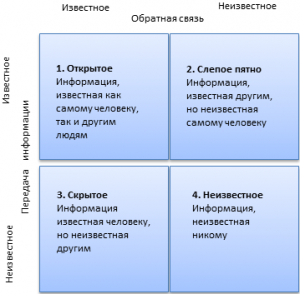 Известное
Неизвестное
Обратная связь
Известное
Передача информации
Неизвестное
1. Открытое
Информация,
известная как
самому человеку,
так и другим
людям
2. Слепое пятно
Информация,
известная другим,
но неизвестная
самому человеку
3. Скрытое
Информация
известная человеку,
но неизвестная
другим
4. Неизвестное
Информация,
неизвестная
никому